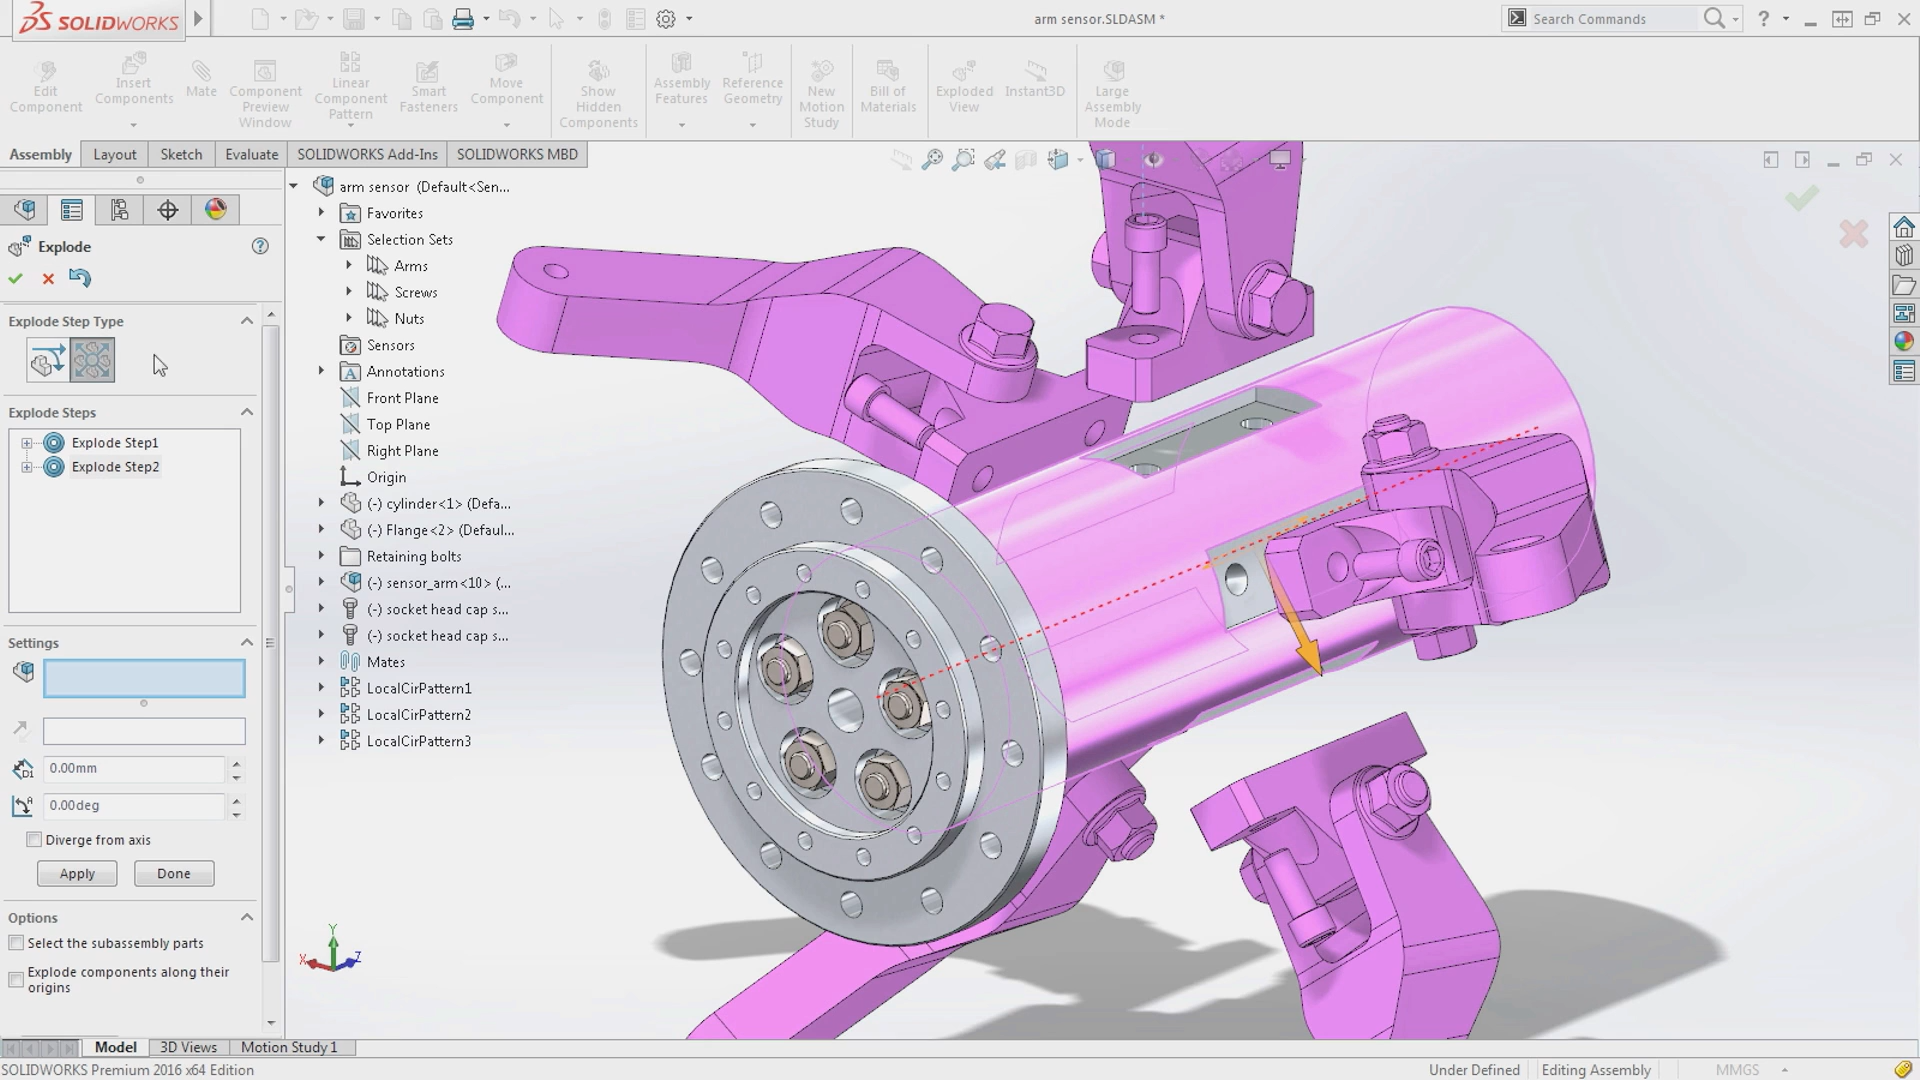 SOLIDWORKS
arm sensor.SLDASM *
Search Commands
?
Edit
Component
Insert
Components
Mate
Component
Preview
Window
Linear
Component
Pattern
Smart
Fasteners
Move
Component
Show
Hidden
Components
Assembly
Features
Reference
Geometry
New
Motion
Study
Bill of
Materials
Exploded
View
Instant3D
Large
Assembly
Mode
Assembly
Layout
Sketch
Evaluate
SOLIDWORKS Add-Ins
SOLIDWORKS MBD
Explode
?
Explode Step Type
Explode Steps
Explode Step1
Explode Step2
Settings
D1
0.00mm
0.00deg
Diverge from axis
Apply
Done
Options
Select the subassembly parts
Explode components along their
origins
arm sensor (Default<Sen...
Favorites
Selection Sets
Arms
Screws
Nuts
Sensors
A
Annotations
Front Plane
Top Plane
Right Plane
Origin
(-) cylinder<1> (Defa...
(-) Flange<2> (Defaul...
Retaining bolts
(-) sensor_arm<10> (...
(-) socket head cap s...
(-) socket head cap s...
Mates
LocalCirPattern1
LocalCirPattern2
LocalCirPattern3
Y
X
Z
Model
3D Views
Motion Study 1
SOLIDWORKS Premium 2016 x64 Edition
Under Defined
Editing Assembly
MMGS